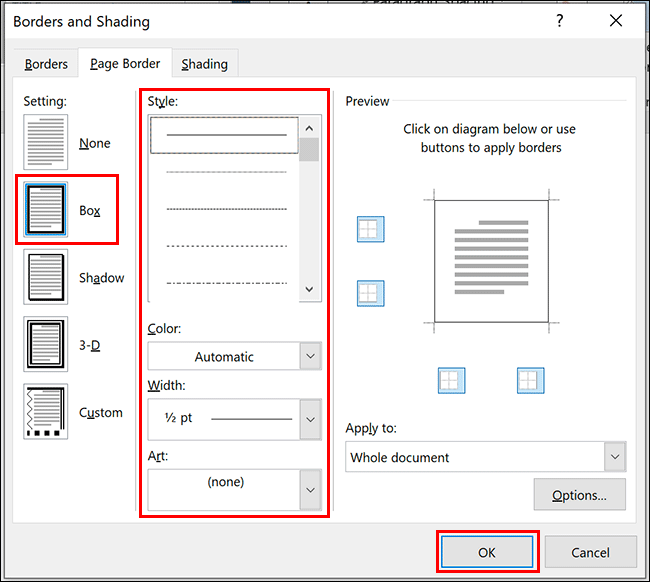 Borders and Shading
?
Borders
Page Border
Shading
Setting:
None
Box
Shadow
3-D
Custom
Style:
Color:
Automatic
Width:
½ pt
Art:
(none)
Preview
Click on diagram below or use
buttons to apply borders
Apply to:
Whole document
Options...
OK
Cancel